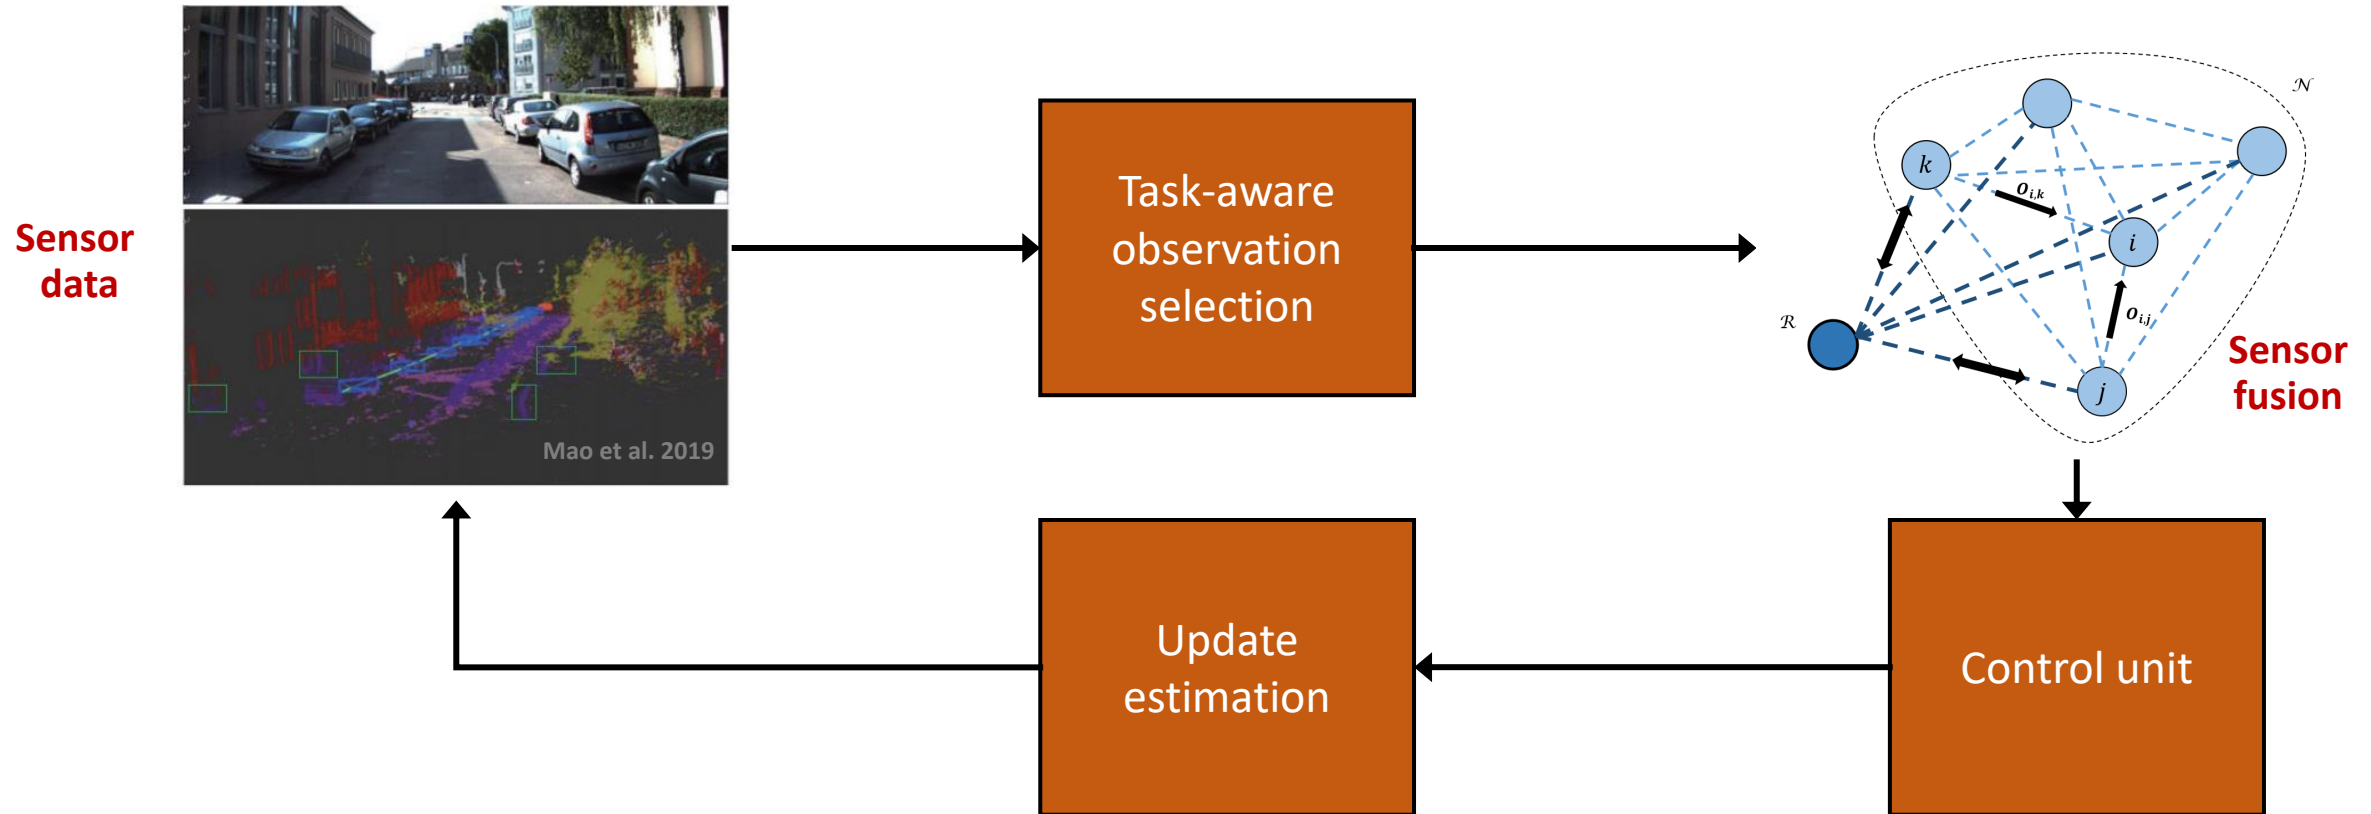 Sensor
data
Mao et al. 2019
Task-aware
observation
selection
𝒩
k
o_{i,k}
i
ℛ
o_{i,j}
j
Sensor
fusion
Update
estimation
Control unit